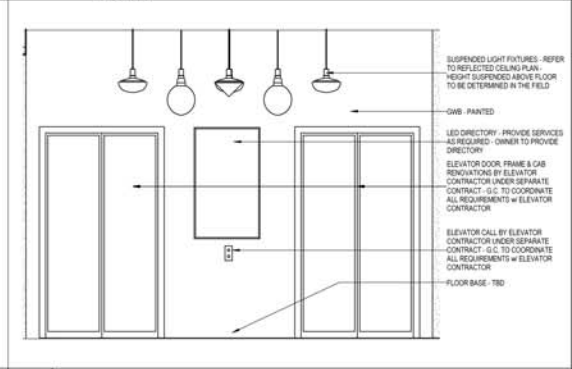 SUSPENDED LIGHT FIXTURES - REFER
TO REFLECTED CEILING PLAN -
HEIGHT SUSPENDED ABOVE FLOOR
TO BE DETERMINED IN THE FIELD
GWB - PAINTED
LED DIRECTORY - PROVIDE SERVICES
AS REQUIRED - OWNER TO PROVIDE
DIRECTORY
ELEVATOR DOOR, FRAME & CAB
RENOVATIONS BY ELEVATOR
CONTRACTOR UNDER SEPARATE
CONTRACT - G.C. TO COORDINATE
ALL REQUIREMENTS w/ ELEVATOR
CONTRACTOR
ELEVATOR CALL BY ELEVATOR
CONTRACTOR UNDER SEPARATE
CONTRACT - G.C. TO COORDINATE
ALL REQUIREMENTS w/ ELEVATOR
CONTRACTOR
FLOOR BASE - TBD